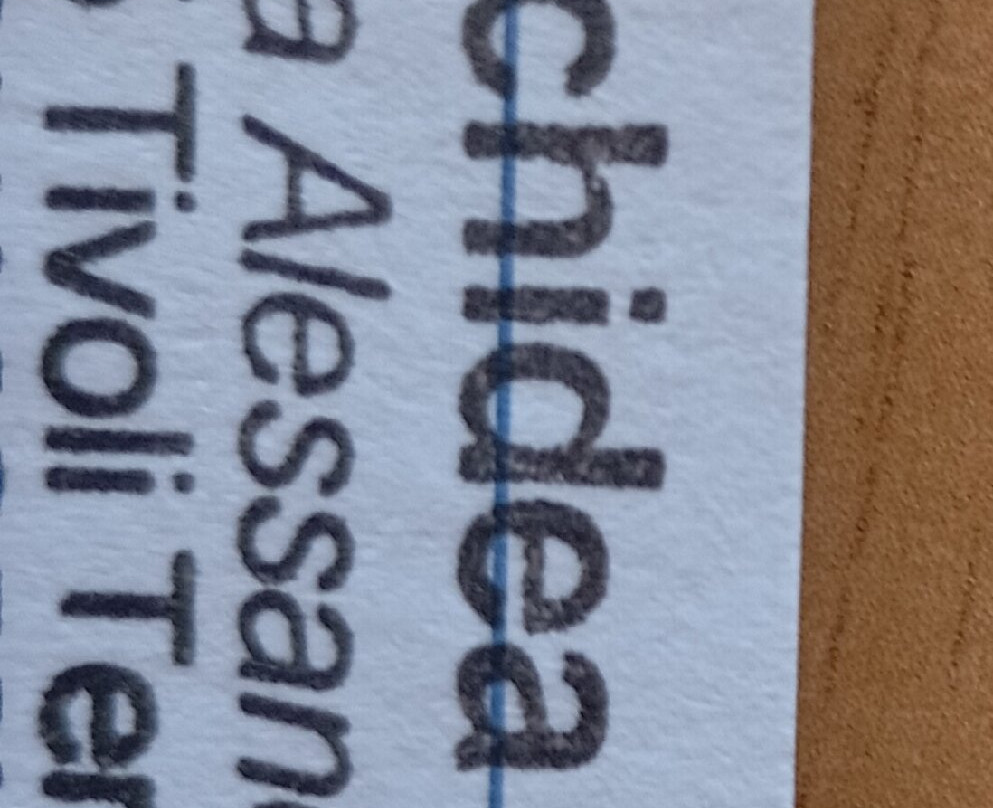 chidea
a Alessan
Tivoli Ter